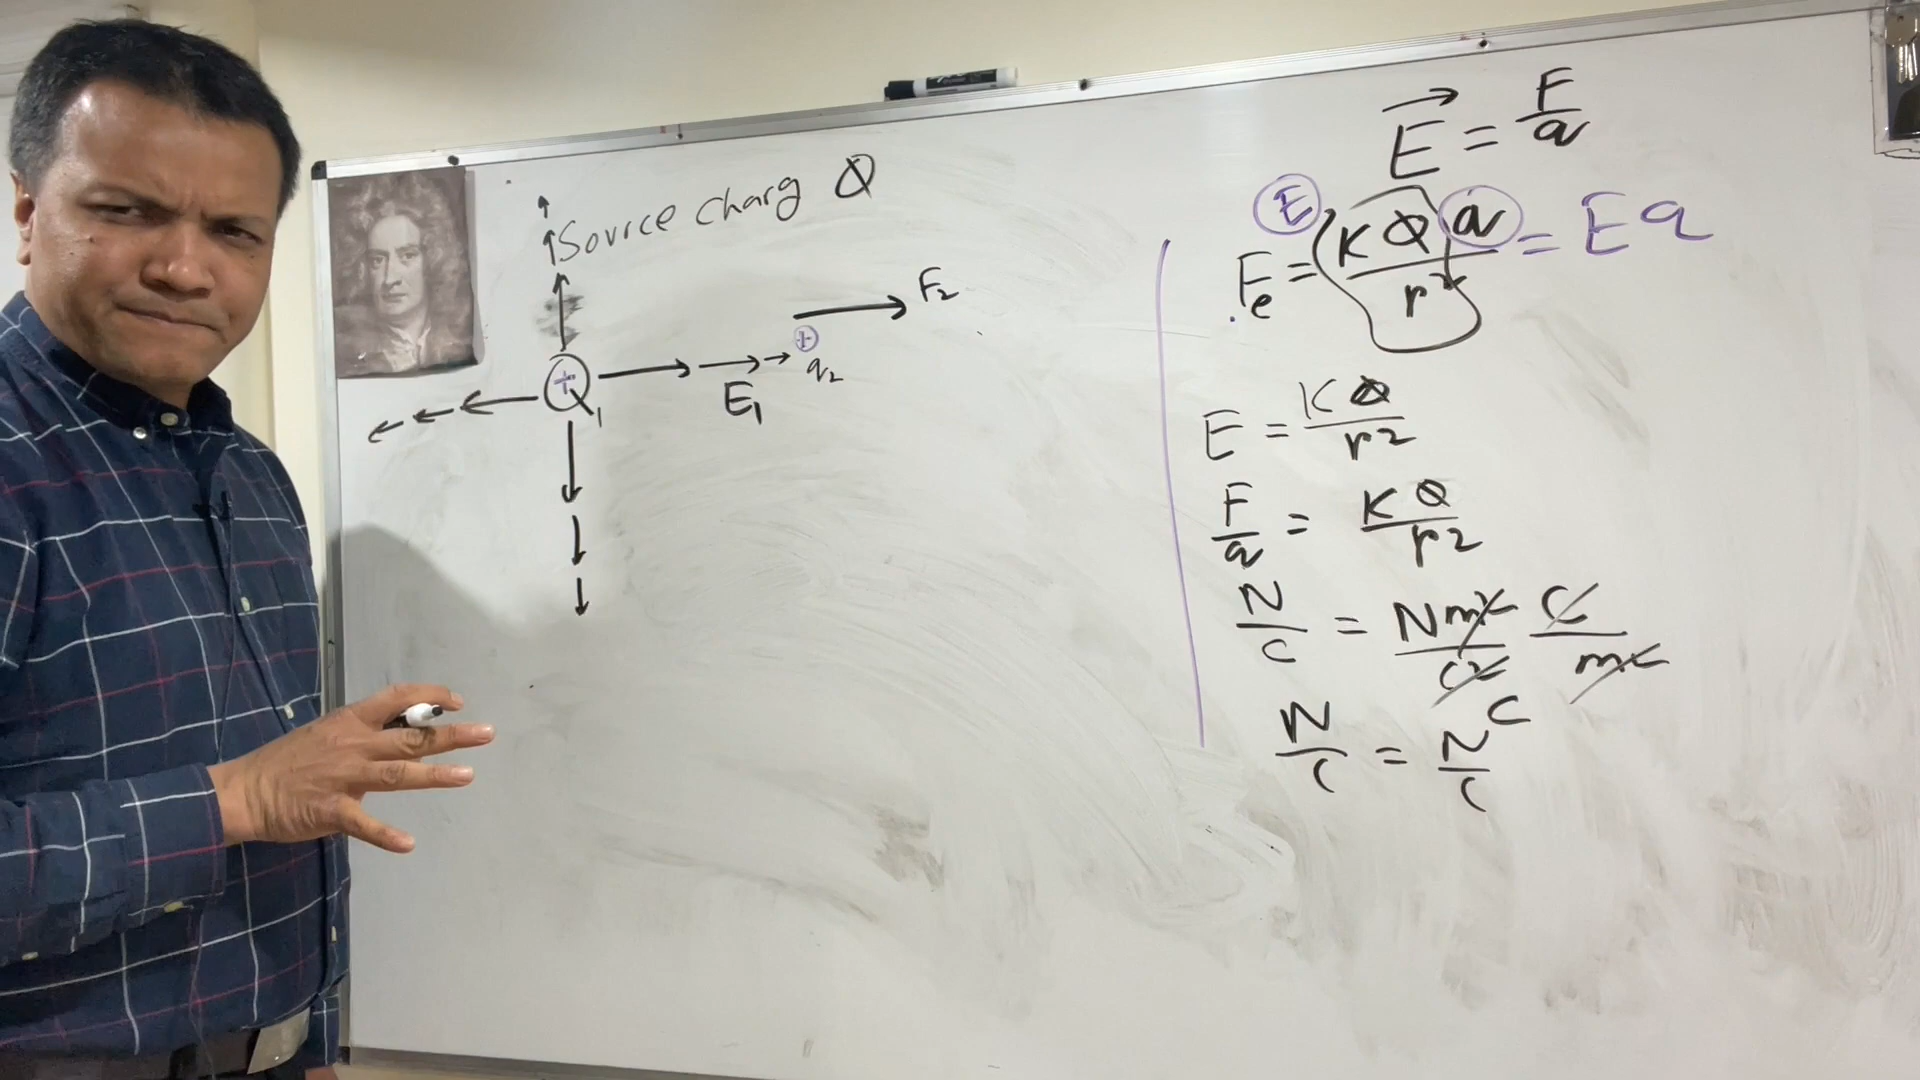 Source charg Q
F₂
+
q₂
+
Q₁
E₁
E⃗ = F/q
E
Fe = KQq/r² = Eq
E = KQ/r²
F/q = KQ/r²
N/C = Nm²/C² C/m²
C
N/C = N/C